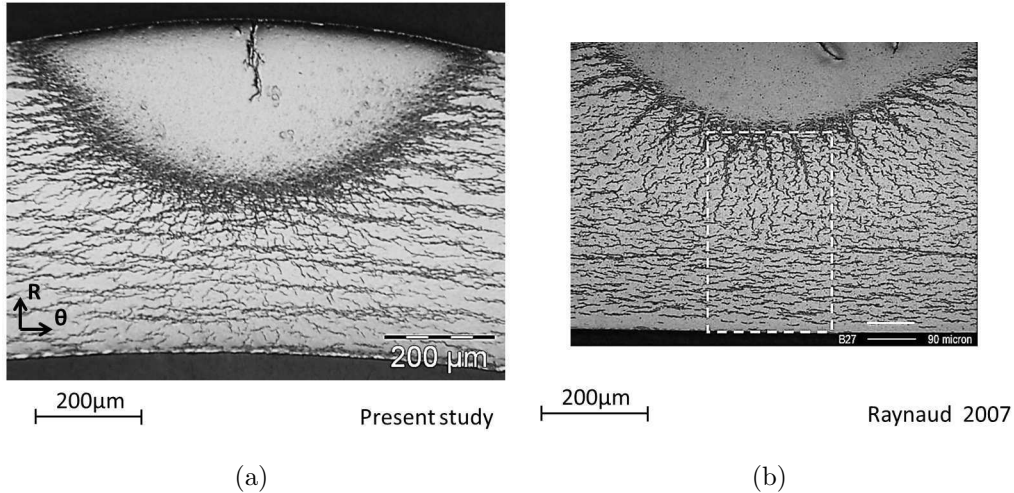 R
θ
200 μm
200μm
Present study
B27 90 micron
200μm
Raynaud 2007
(a)
(b)